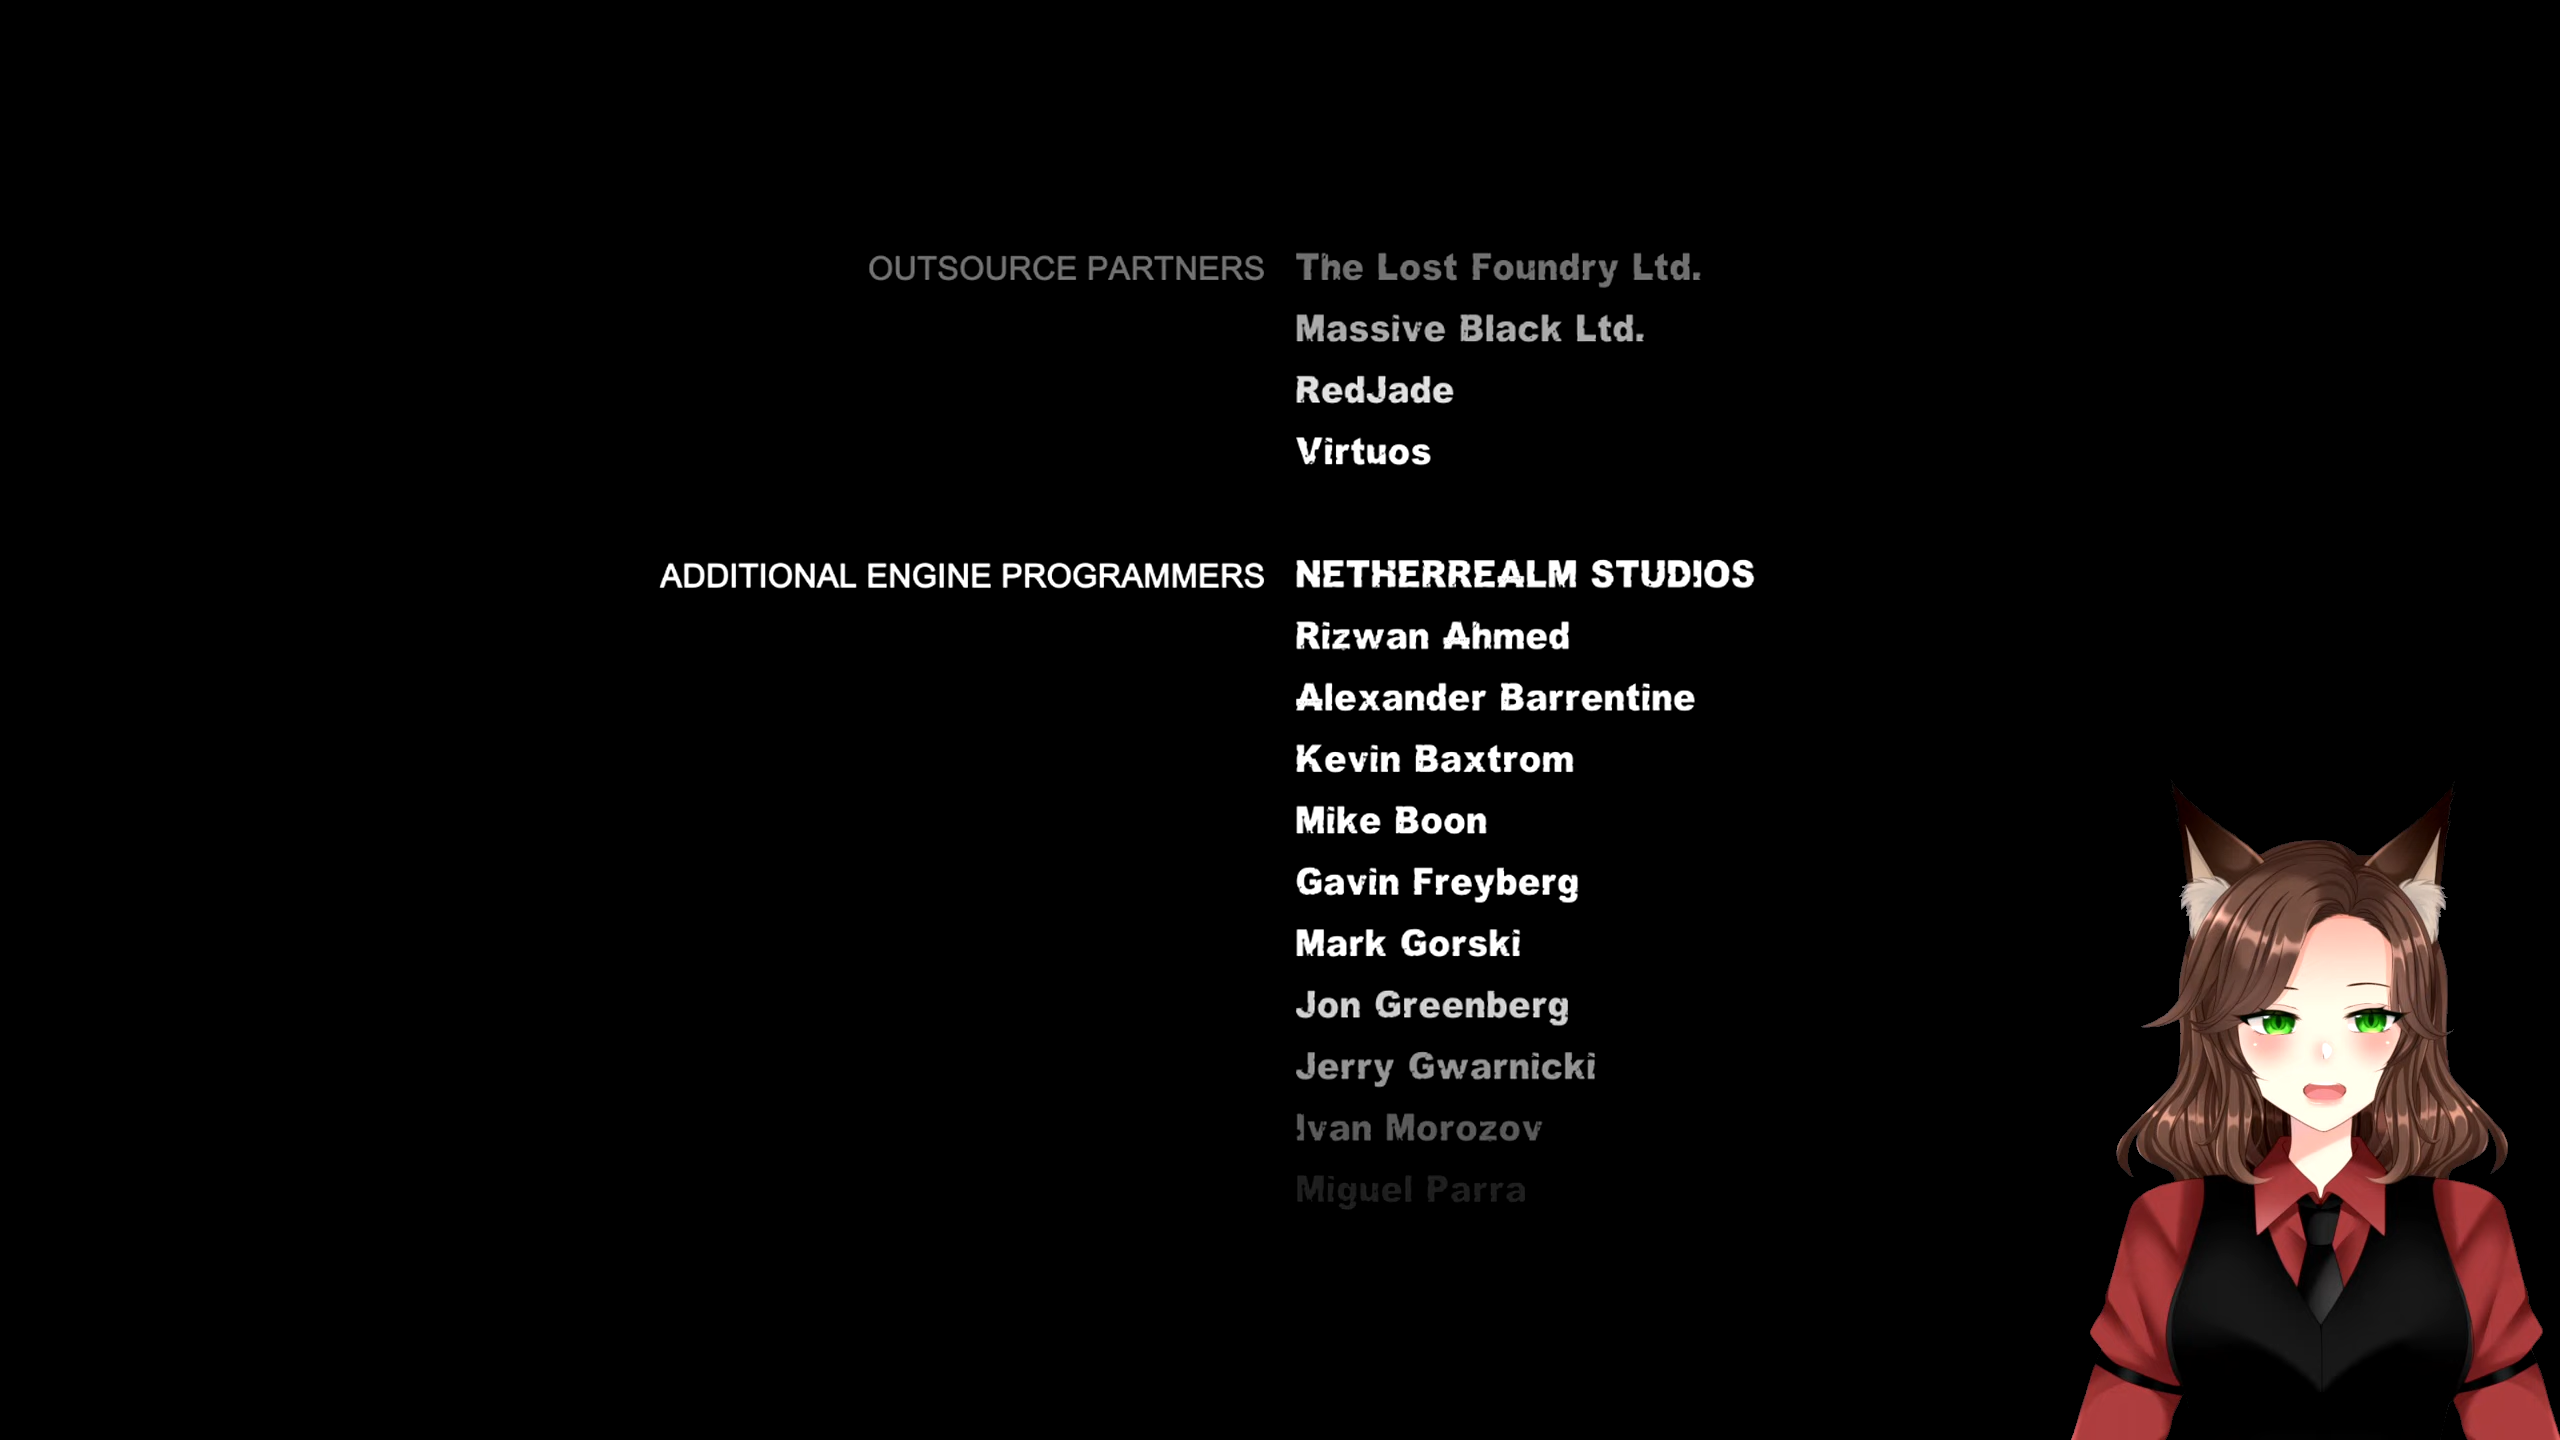 OUTSOURCE PARTNERS The Lost Foundry Ltd.
Massive Black Ltd.
RedJade
Virtuos
ADDITIONAL ENGINE PROGRAMMERS NETHERREALM STUDIOS
Rizwan Ahmed
Alexander Barrentine
Kevin Baxtrom
Mike Boon
Gavin Freyberg
Mark Gorski
Jon Greenberg
Jerry Gwarnicki
Ivan Morozov
Miguel Parra